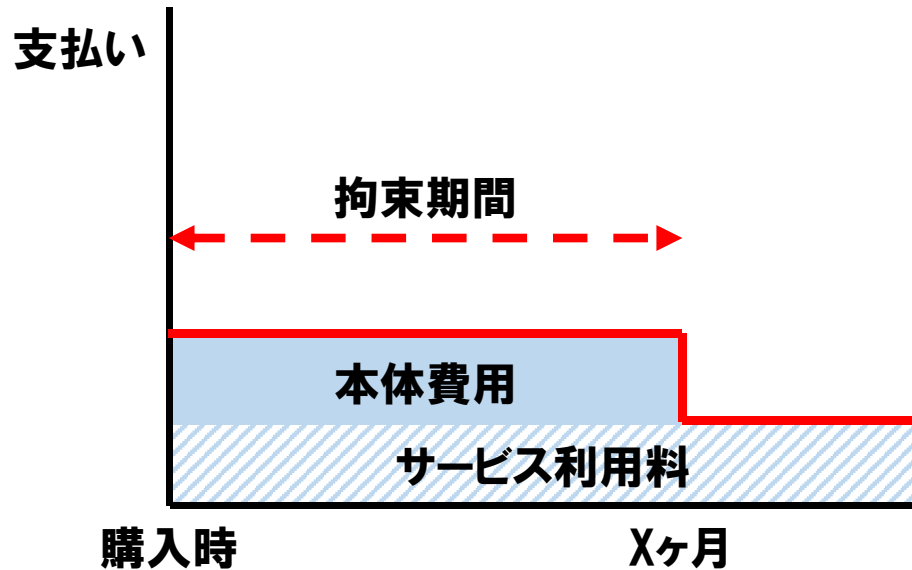 支払い
拘束期間
本体費用
サービス利用料
購入時
Xヶ月